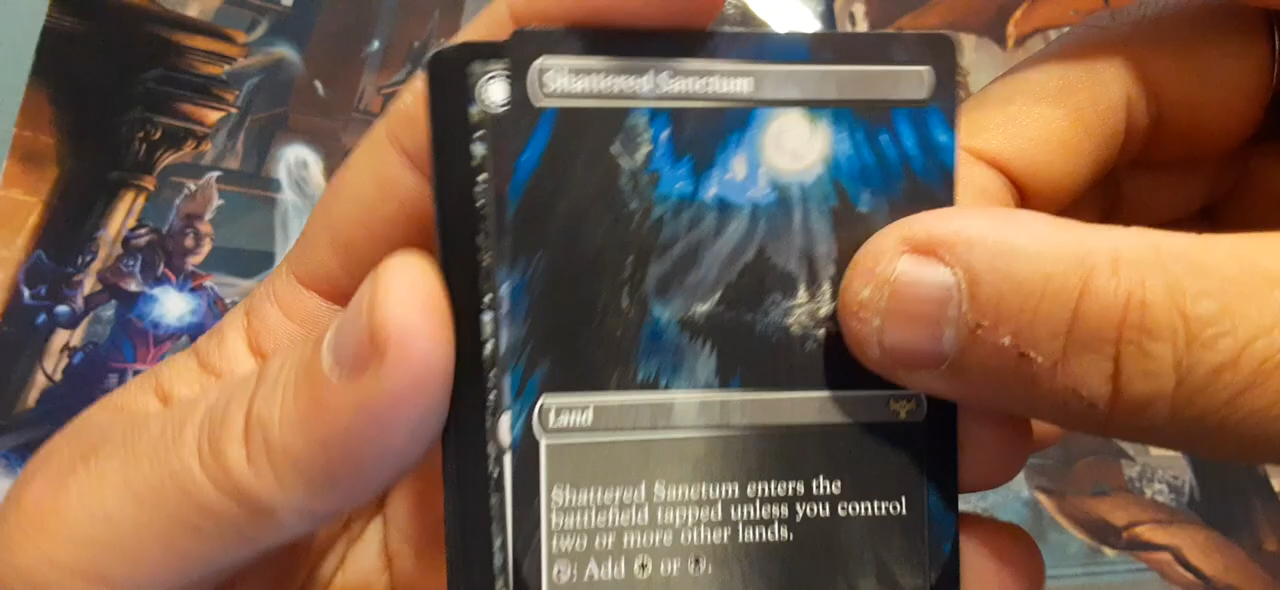 Shattered Sanctum
Land
Shattered Sanctum enters the
battlefield tapped unless you control
two or more other lands.
: Add or .